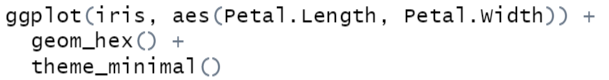 ggplot(iris, aes(Petal.Length, Petal.Width)) +
  geom_hex() +
  theme_minimal()